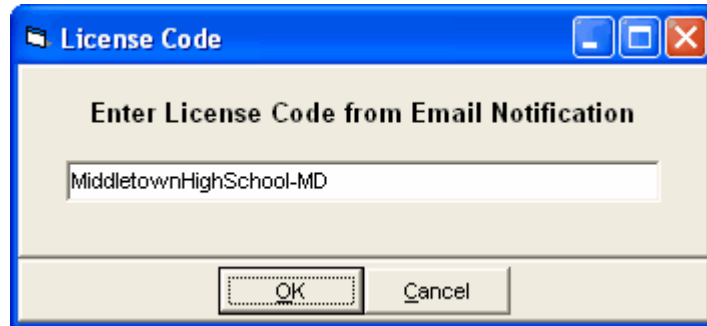 License Code
Enter License Code from Email Notification
MiddletownHighSchool-MD
OK
Cancel